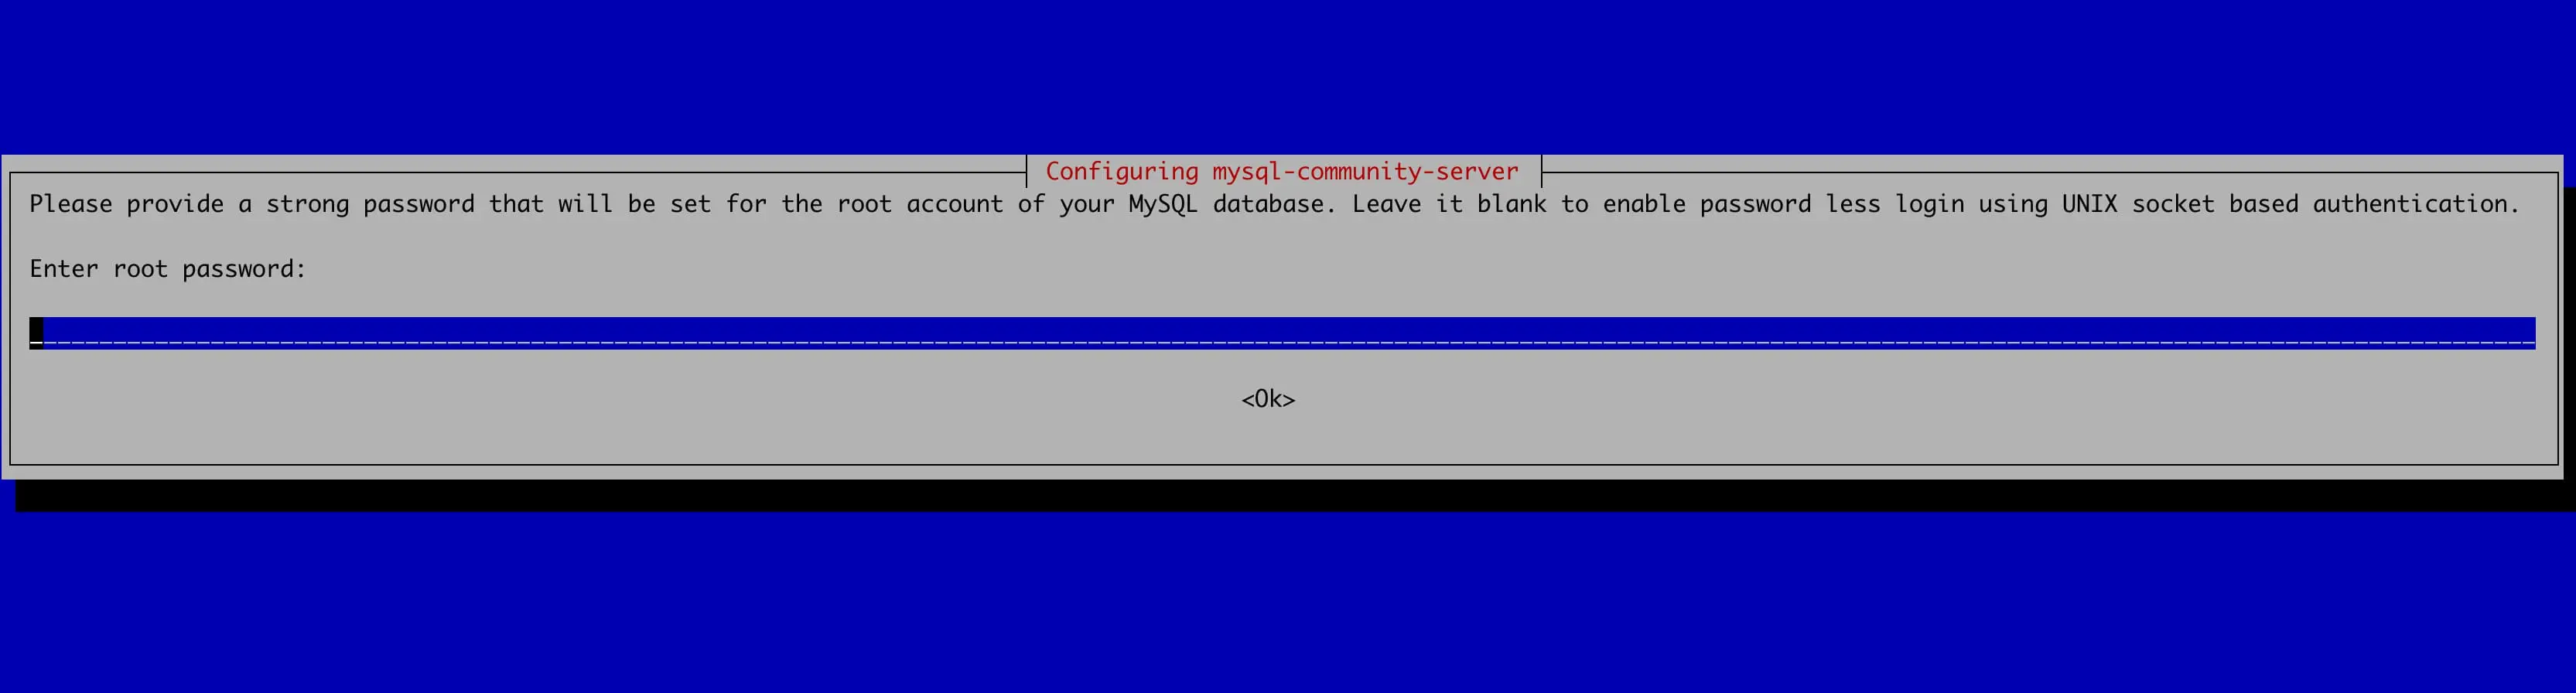 Configuring mysql-community-server
Please provide a strong password that will be set for the root account of your MySQL database. Leave it blank to enable password less login using UNIX socket based authentication.
Enter root password:
<Ok>